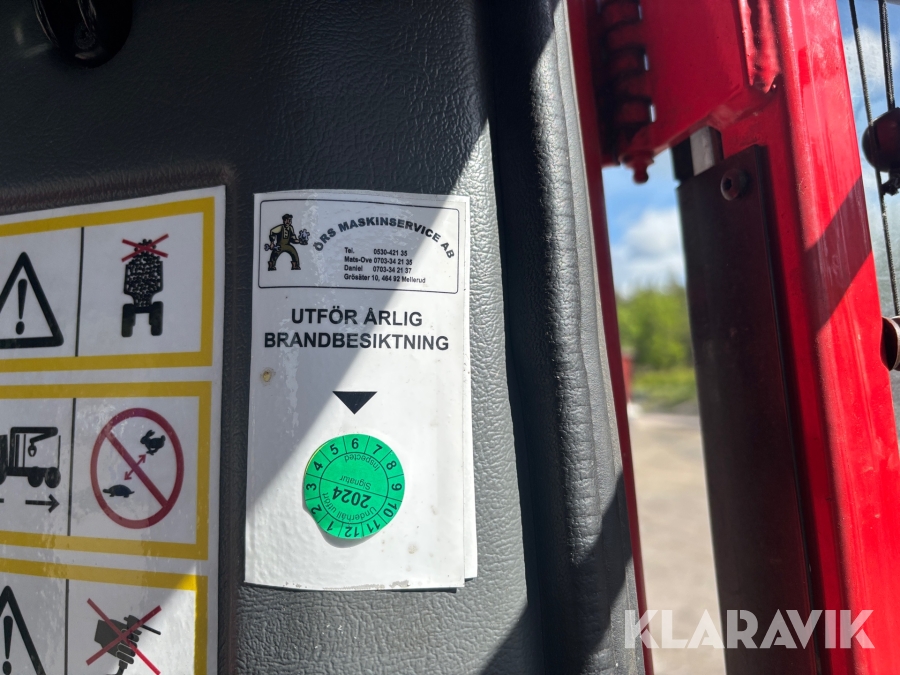 ÖRS MASKINSERVICE AB
Tel. 0530-421 35
Mats-Ove 0703-34 21 35
Daniel 0703-34 21 37
Grösäter 10, 464 92 Mellerud
UTFÖR ÅRLIG
BRANDBESIKTNING
1 2 3 4 5 6 7 8 9 10 11 12
Underhåll utfört
2024
Signatur
Inspected
KLARAVIK